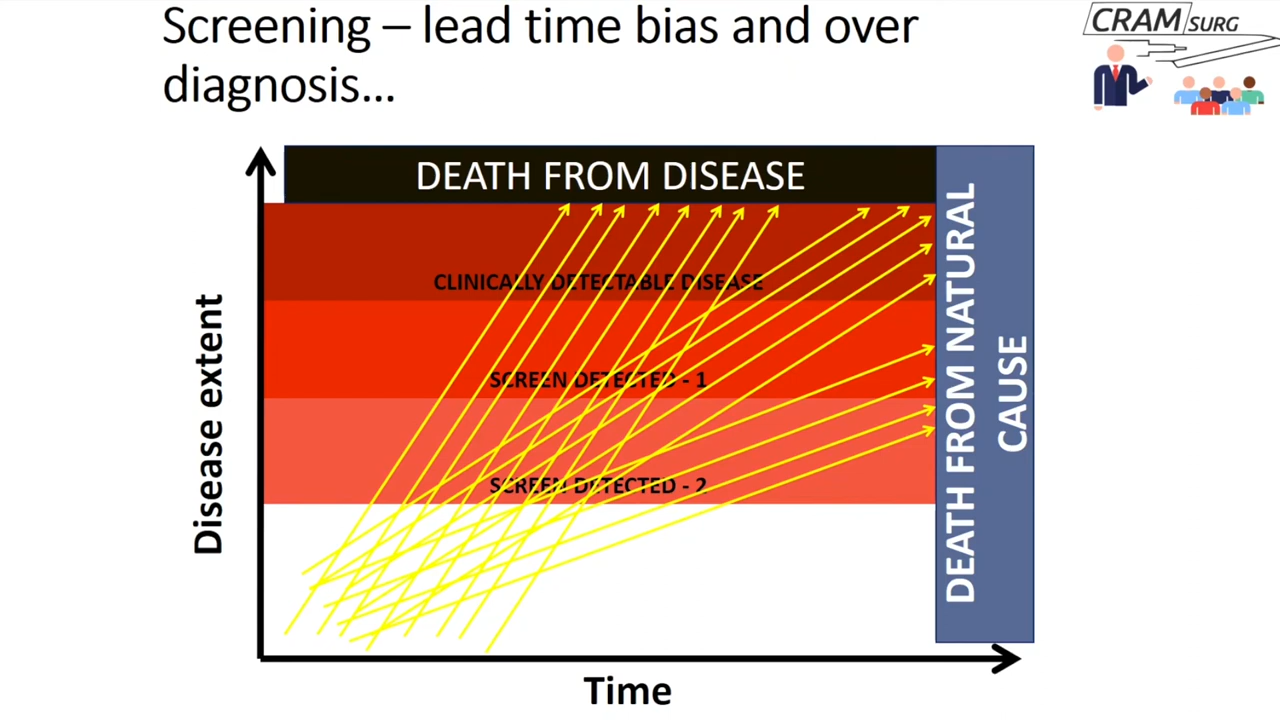 Screening – lead time bias and over
diagnosis...
CRAM SURG
DEATH FROM DISEASE
CLINICALLY DETECTABLE DISEASE
SCREEN DETECTED - 1
SCREEN DETECTED - 2
Disease extent
DEATH FROM NATURAL
CAUSE
Time